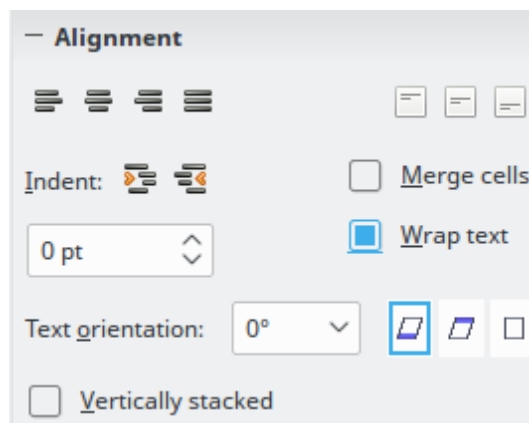 Alignment
Indent:
Merge cells
0 pt
Wrap text
Text orientation: 0°
Vertically stacked